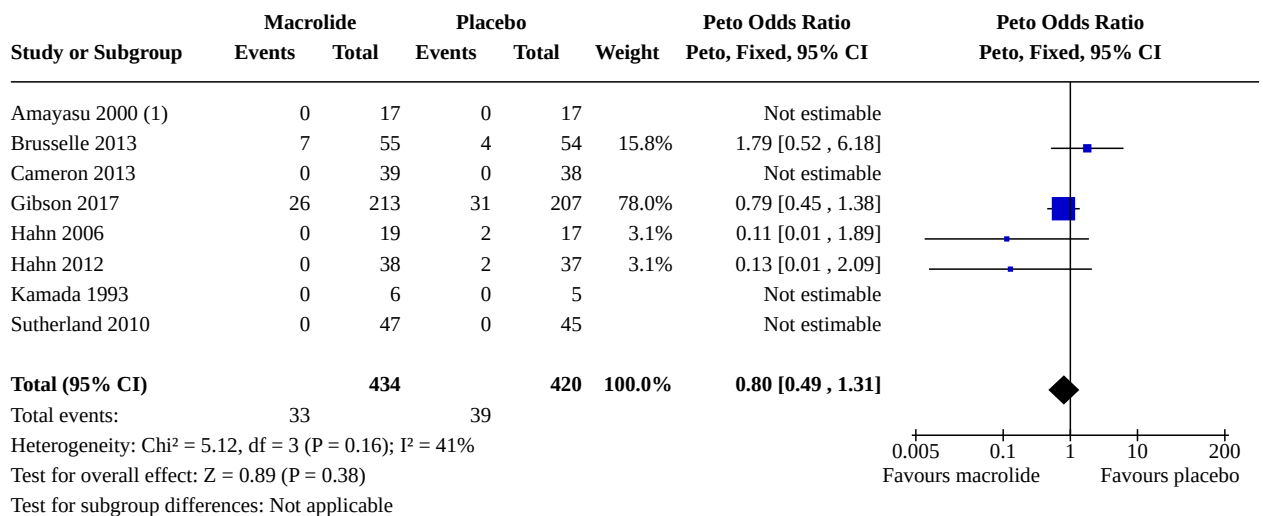 Macrolide Placebo Peto Odds Ratio Peto Odds Ratio
Study or Subgroup Events Total Events Total Weight Peto, Fixed, 95% CI Peto, Fixed, 95% CI
Amayasu 2000 (1) 0 17 0 17 Not estimable
Brusselle 2013 7 55 4 54 15.8% 1.79 [0.52 , 6.18]
Cameron 2013 0 39 0 38 Not estimable
Gibson 2017 26 213 31 207 78.0% 0.79 [0.45 , 1.38]
Hahn 2006 0 19 2 17 3.1% 0.11 [0.01 , 1.89]
Hahn 2012 0 38 2 37 3.1% 0.13 [0.01 , 2.09]
Kamada 1993 0 6 0 5 Not estimable
Sutherland 2010 0 47 0 45 Not estimable
Total (95% CI) 434 420 100.0% 0.80 [0.49 , 1.31]
Total events: 33 39
Heterogeneity: Chi² = 5.12, df = 3 (P = 0.16); I² = 41%
Test for overall effect: Z = 0.89 (P = 0.38)
Test for subgroup differences: Not applicable
0.005 0.1 1 10 200
Favours macrolide Favours placebo